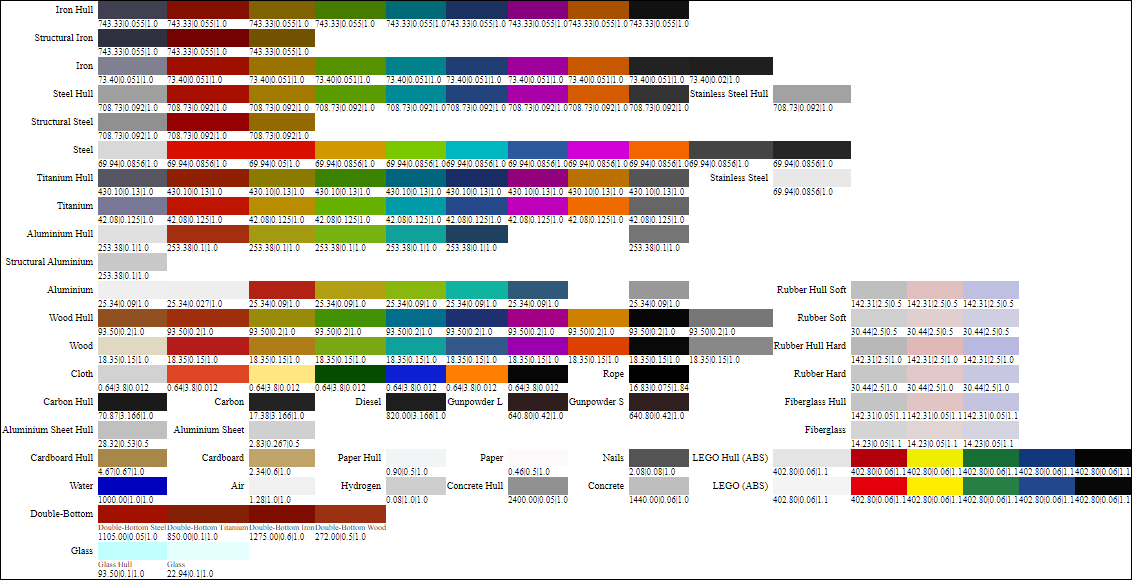 Iron Hull
743.33|0.055|1.0 743.33|0.055|1.0 743.33|0.055|1.0 743.33|0.055|1.0 743.33|0.055|1.0 743.33|0.055|1.0 743.33|0.055|1.0 743.33|0.055|1.0 743.33|0.055|1.0
Structural Iron
743.33|0.055|1.0 743.33|0.055|1.0 743.33|0.055|1.0
Iron
73.40|0.051|1.0 73.40|0.051|1.0 73.40|0.051|1.0 73.40|0.051|1.0 73.40|0.051|1.0 73.40|0.051|1.0 73.40|0.051|1.0 73.40|0.051|1.0 73.40|0.051|1.0 73.40|0.02|1.0
Steel Hull Stainless Steel Hull
708.73|0.092|1.0 708.73|0.092|1.0 708.73|0.092|1.0 708.73|0.092|1.0 708.73|0.092|1.0 708.73|0.092|1.0 708.73|0.092|1.0 708.73|0.092|1.0 708.73|0.092|1.0 708.73|0.092|1.0
Structural Steel
708.73|0.092|1.0 708.73|0.092|1.0 708.73|0.092|1.0
Steel
69.94|0.0856|1.0 69.94|0.0856|1.0 69.94|0.05|1.0 69.94|0.0856|1.0 69.94|0.0856|1.0 69.94|0.0856|1.0 69.94|0.0856|1.0 69.94|0.0856|1.0 69.94|0.0856|1.0 69.94|0.0856|1.0 69.94|0.0856|1.0
Titanium Hull Stainless Steel
430.10|0.13|1.0 430.10|0.13|1.0 430.10|0.13|1.0 430.10|0.13|1.0 430.10|0.13|1.0 430.10|0.13|1.0 430.10|0.13|1.0 430.10|0.13|1.0 430.10|0.13|1.0 69.94|0.0856|1.0
Titanium
42.08|0.125|1.0 42.08|0.125|1.0 42.08|0.125|1.0 42.08|0.125|1.0 42.08|0.125|1.0 42.08|0.125|1.0 42.08|0.125|1.0 42.08|0.125|1.0 42.08|0.125|1.0
Aluminium Hull
253.38|0.1|1.0 253.38|0.1|1.0 253.38|0.1|1.0 253.38|0.1|1.0 253.38|0.1|1.0 253.38|0.1|1.0 253.38|0.1|1.0
Structural Aluminium
253.38|0.1|1.0
Aluminium Rubber Hull Soft
25.34|0.09|1.0 25.34|0.027|1.0 25.34|0.09|1.0 25.34|0.09|1.0 25.34|0.09|1.0 25.34|0.09|1.0 25.34|0.09|1.0 25.34|0.09|1.0 142.31|2.5|0.5 142.31|2.5|0.5 142.31|2.5|0.5
Wood Hull Rubber Soft
93.50|0.2|1.0 93.50|0.2|1.0 93.50|0.2|1.0 93.50|0.2|1.0 93.50|0.2|1.0 93.50|0.2|1.0 93.50|0.2|1.0 93.50|0.2|1.0 93.50|0.2|1.0 93.50|0.2|1.0 30.44|2.5|0.5 30.44|2.5|0.5 30.44|2.5|0.5
Wood Rubber Hull Hard
18.35|0.15|1.0 18.35|0.15|1.0 18.35|0.15|1.0 18.35|0.15|1.0 18.35|0.15|1.0 18.35|0.15|1.0 18.35|0.15|1.0 18.35|0.15|1.0 18.35|0.15|1.0 18.35|0.15|1.0 142.31|2.5|1.0 142.31|2.5|1.0 142.31|2.5|1.0
Cloth Rope Rubber Hard
0.64|3.8|0.012 0.64|3.8|0.012 0.64|3.8|0.012 0.64|3.8|0.012 0.64|3.8|0.012 0.64|3.8|0.012 0.64|3.8|0.012 16.83|0.075|1.84 30.44|2.5|1.0 30.44|2.5|1.0 30.44|2.5|1.0
Carbon Hull Carbon Diesel Gunpowder L Gunpowder S Fiberglass Hull
70.87|3.166|1.0 17.38|3.166|1.0 820.00|3.166|1.0 640.80|0.42|1.0 640.80|0.42|1.0 142.31|0.05|1.1 142.31|0.05|1.1 142.31|0.05|1.1
Aluminium Sheet Hull Aluminium Sheet Fiberglass
28.32|0.53|0.5 2.83|0.267|0.5 14.23|0.05|1.1 14.23|0.05|1.1 14.23|0.05|1.1
Cardboard Hull Cardboard Paper Hull Paper Nails LEGO Hull (ABS)
4.67|0.67|1.0 2.34|0.6|1.0 0.90|0.5|1.0 0.46|0.5|1.0 2.08|0.08|1.0 402.80|0.06|1.1 402.80|0.06|1.1 402.80|0.06|1.1 402.80|0.06|1.1 402.80|0.06|1.1 402.80|0.06|1.1
Water Air Hydrogen Concrete Hull Concrete LEGO (ABS)
1000.00|1.0|1.0 1.28|1.0|1.0 0.08|1.0|1.0 2400.00|0.05|1.0 1440.00|0.06|1.0 402.80|0.06|1.1 402.80|0.06|1.1 402.80|0.06|1.1 402.80|0.06|1.1 402.80|0.06|1.1 402.80|0.06|1.1
Double-Bottom
Double-Bottom Steel Double-Bottom Titanium Double-Bottom Iron Double-Bottom Wood
1105.00|0.05|1.0 850.00|0.1|1.0 1275.00|0.6|1.0 272.00|0.5|1.0
Glass
Glass Hull Glass
93.50|0.1|1.0 22.94|0.1|1.0